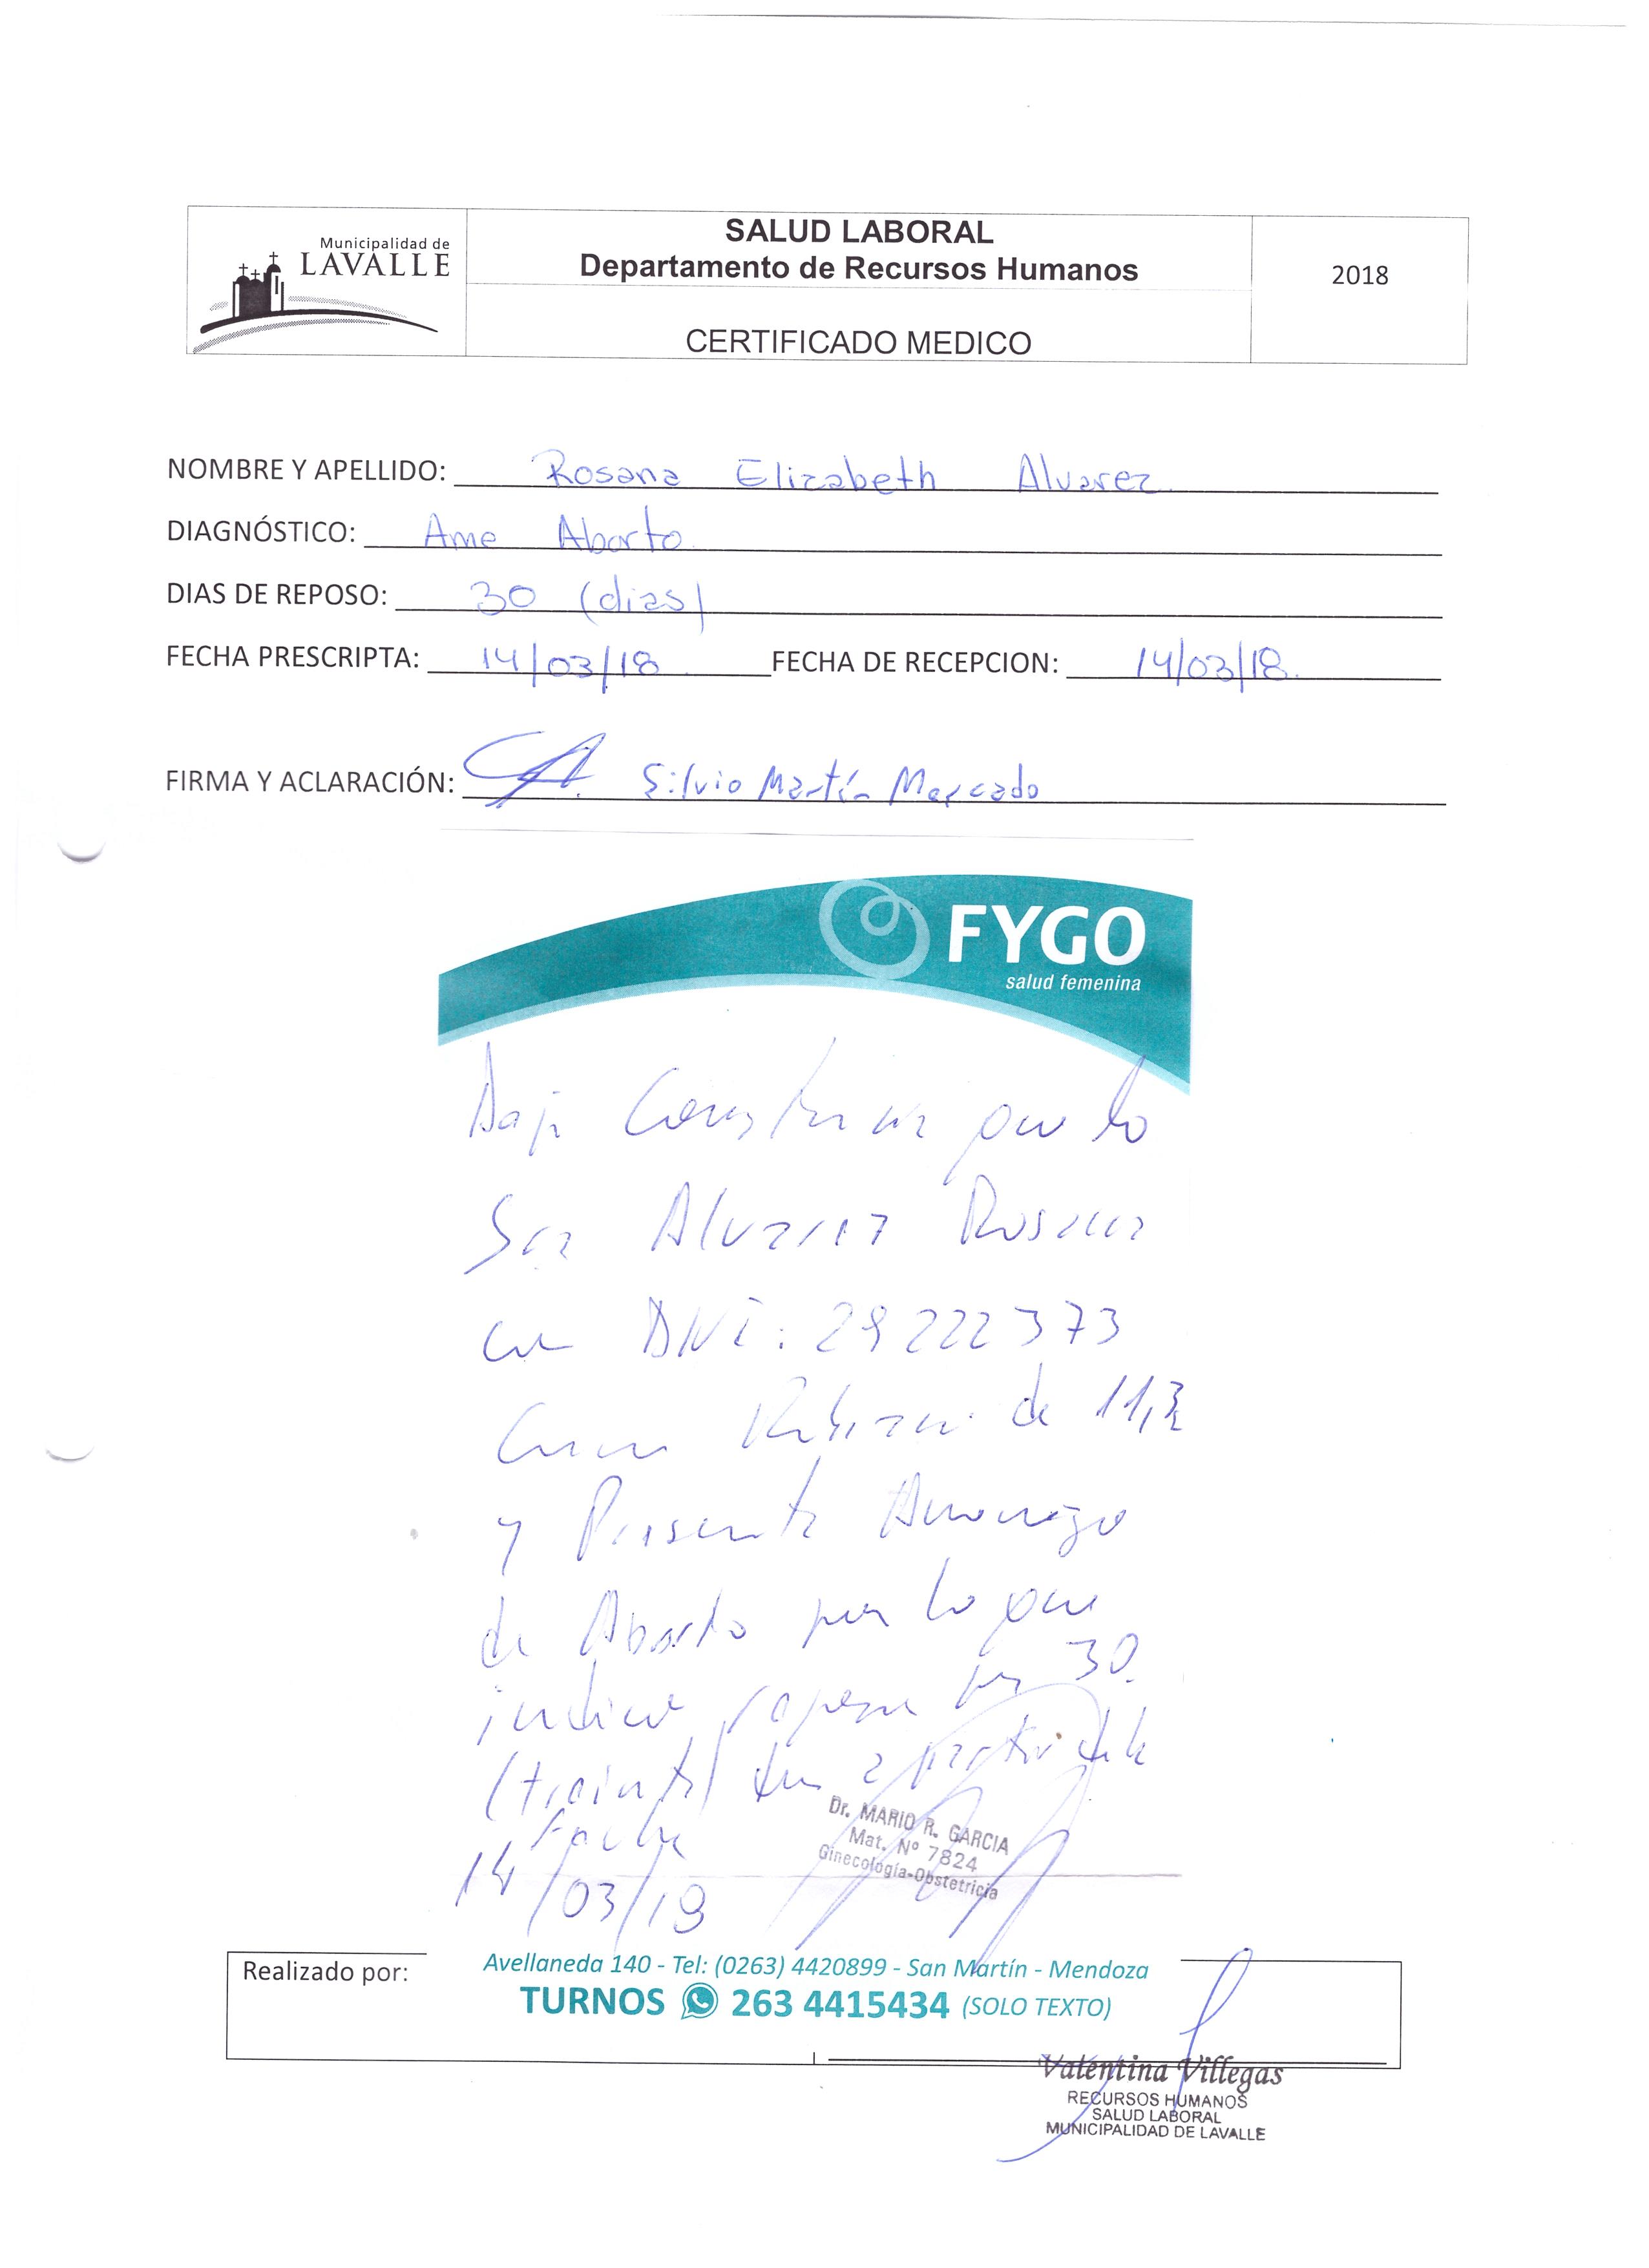 Municipalidad de
LAVALLE
SALUD LABORAL
Departamento de Recursos Humanos
CERTIFICADO MEDICO
2018
NOMBRE Y APELLIDO: Rosana Elizabeth Alvarez
DIAGNÓSTICO: Ame Aborto
DIAS DE REPOSO: 30 (dias)
FECHA PRESCRIPTA: 14/03/18 FECHA DE RECEPCION: 14/03/18
FIRMA Y ACLARACIÓN: Silvio Martín Mercado
FYGO
salud femenina
Dejo Constancia que la
Sra Alvarez Rosana
con DNI: 29222373
Cursa de 11,3
y Presenta Amenaza
de Aborto por lo que
indico reposo por 30
(treinta) dias a partir de la
Fecha
14/03/18
Dr. MARIO R. GARCIA
Mat. Nº 7824
Ginecología-Obstetricia
Realizado por:
Avellaneda 140 - Tel: (0263) 4420899 - San Martín - Mendoza
TURNOS 263 4415434 (SOLO TEXTO)
Valentina Villegas
RECURSOS HUMANOS
SALUD LABORAL
MUNICIPALIDAD DE LAVALLE